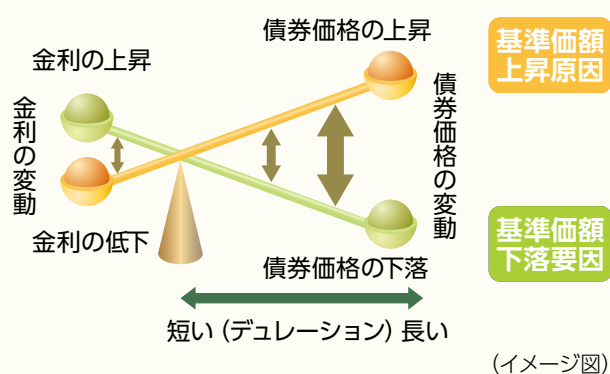 債券価格の上昇
基準価額
上昇原因
金利の上昇
金利の変動
債券価格の変動
金利の低下
債券価格の下落
基準価額
下落要因
短い（デュレーション）長い
（イメージ図）